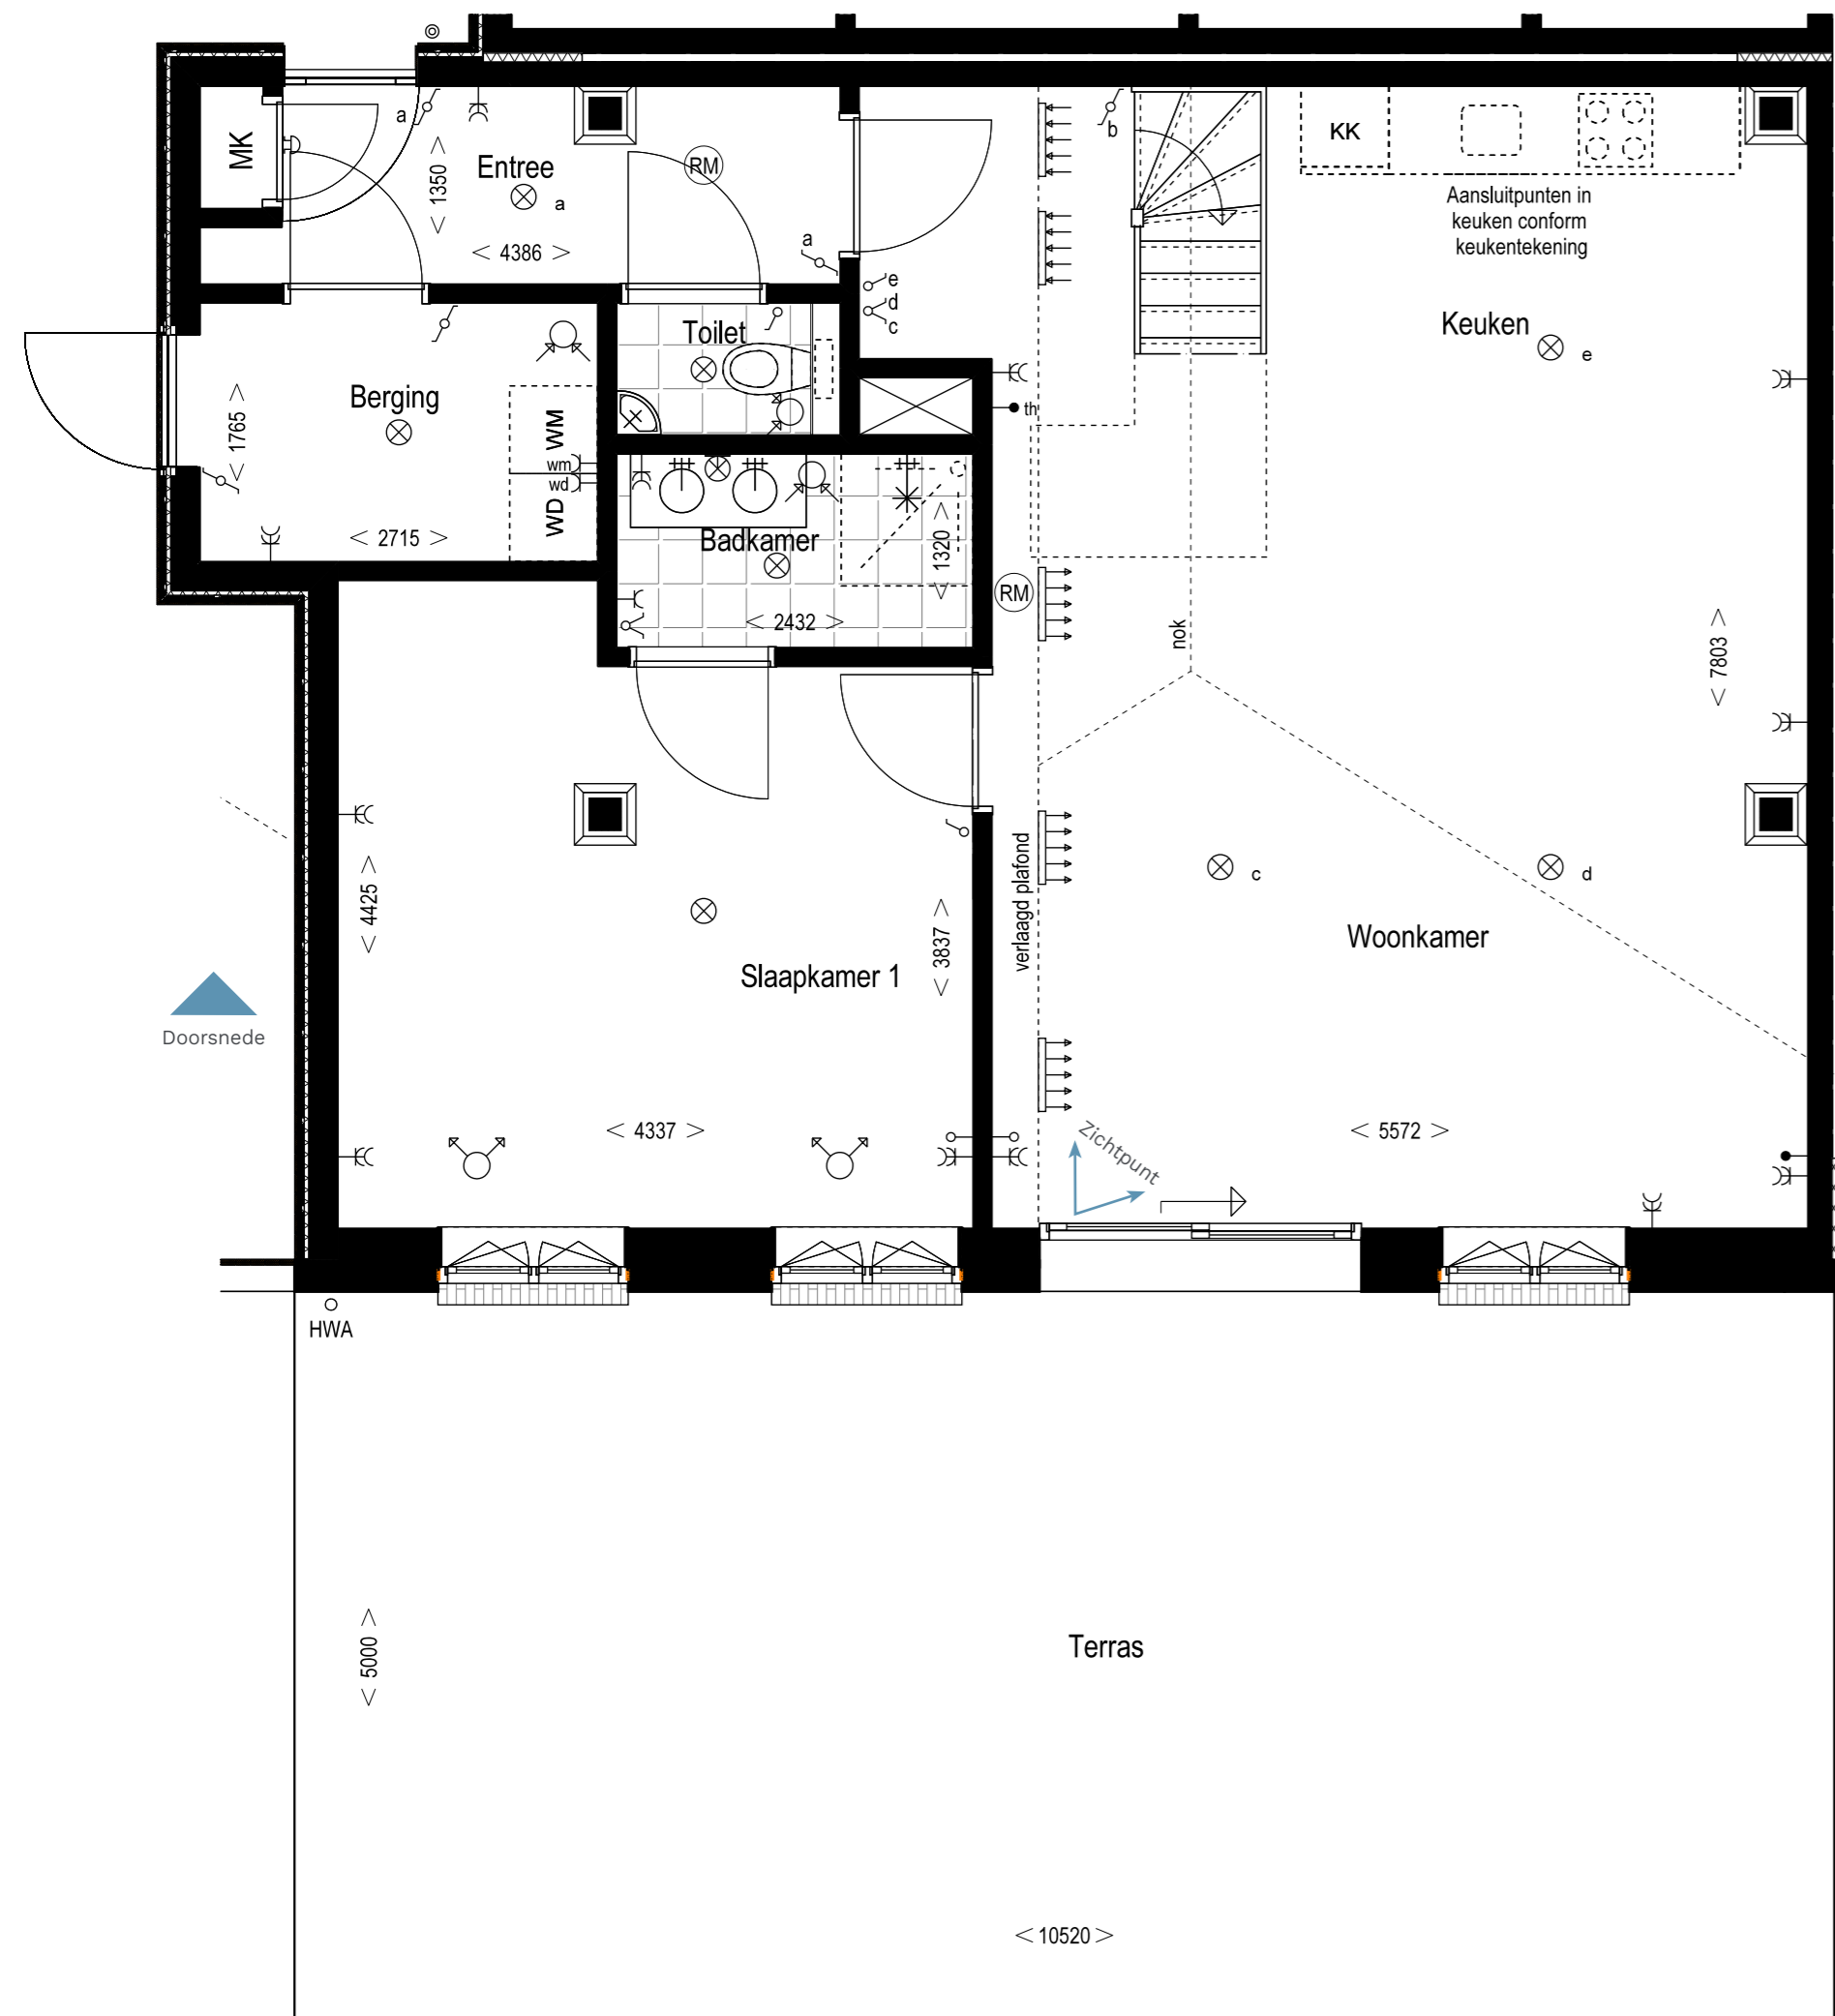 MK
a
Entree
a
< 1350 >
< 4386 >
RM
a
e
d
c
b
KK
Aansluitpunten in
keuken conform
keukentekening
Keuken
e
Toilet
Berging
< 1765 >
< 2715 >
WM
wm
wd
WD
th
Badkamer
< 1320 >
< 2432 >
RM
nok
< 7803 >
verlaagd plafond
c
d
Woonkamer
< 4425 >
< 3837 >
Slaapkamer 1
Doorsnede
< 4337 >
Zichtpunt
< 5572 >
HWA
< 5000 >
Terras
< 10520 >